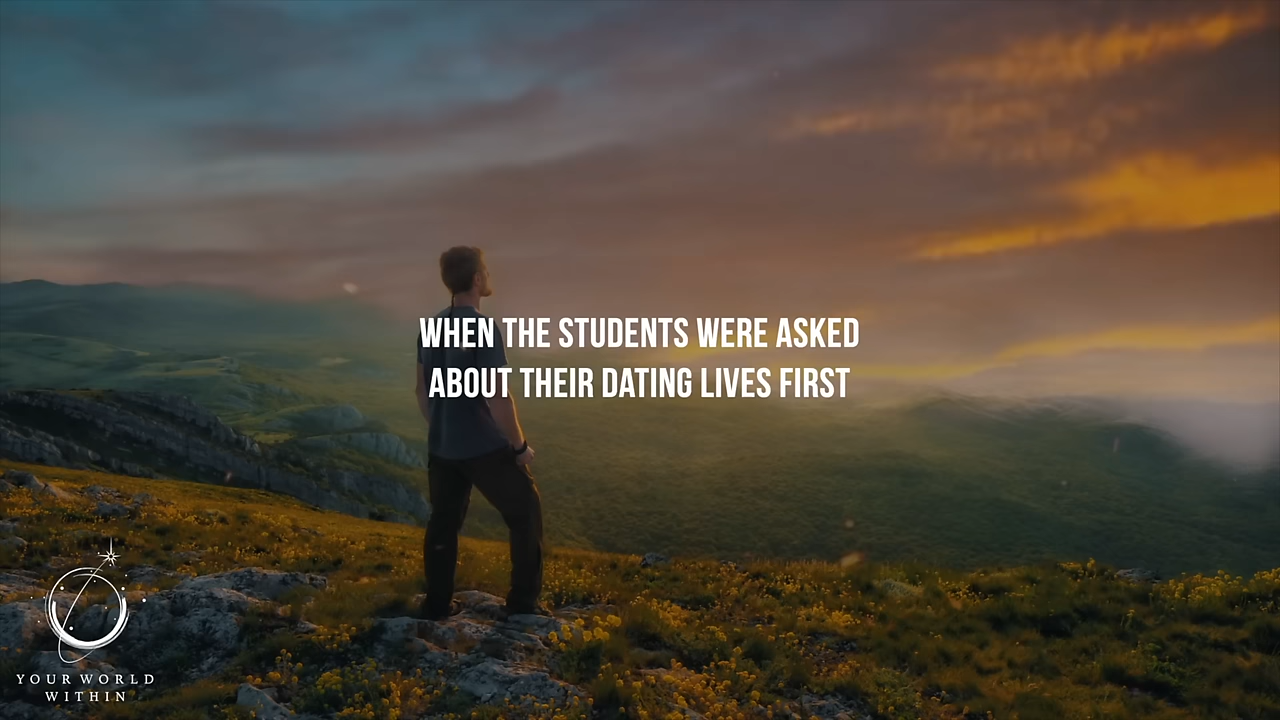 WHEN THE STUDENTS WERE ASKED
ABOUT THEIR DATING LIVES FIRST
YOUR WORLD
WITHIN